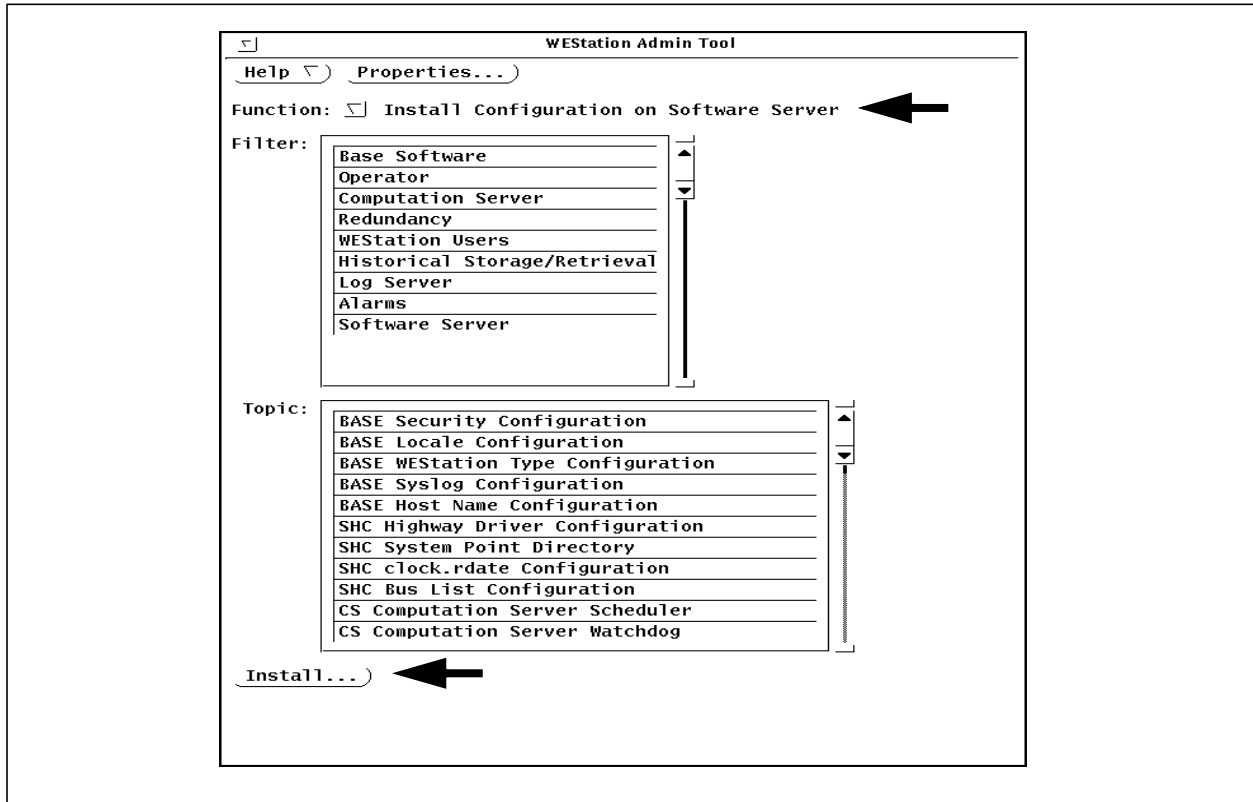 WEStation Admin Tool
Help Properties...
Function: Install Configuration on Software Server
Filter:
Base Software
Operator
Computation Server
Redundancy
WEStation Users
Historical Storage/Retrieval
Log Server
Alarms
Software Server
Topic:
BASE Security Configuration
BASE Locale Configuration
BASE WEStation Type Configuration
BASE Syslog Configuration
BASE Host Name Configuration
SHC Highway Driver Configuration
SHC System Point Directory
SHC clock.rdate Configuration
SHC Bus List Configuration
CS Computation Server Scheduler
CS Computation Server Watchdog
Install...